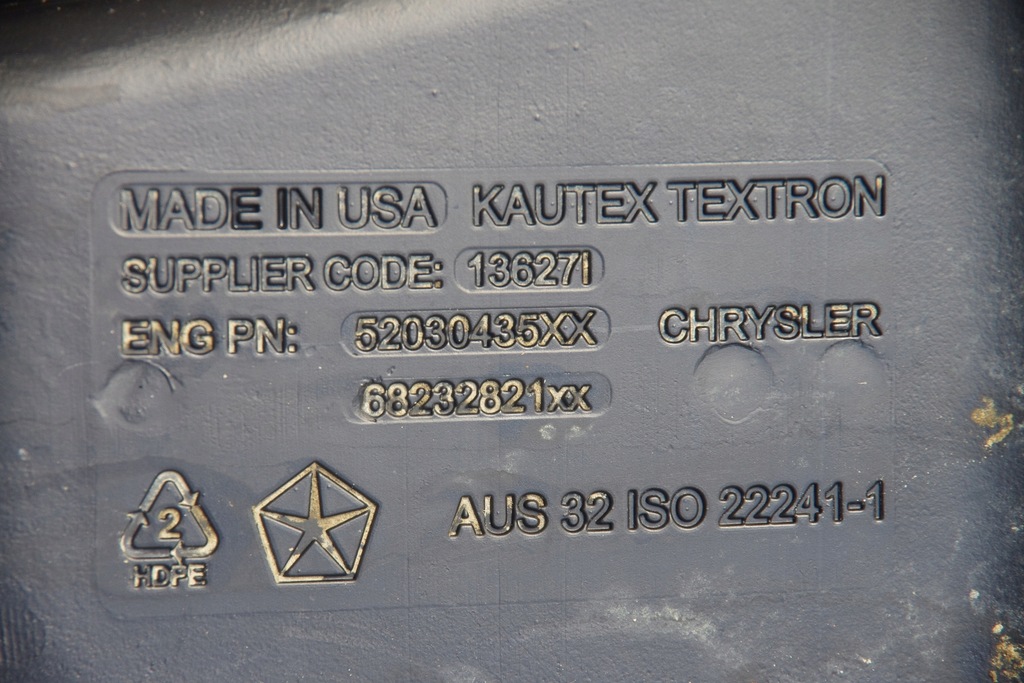 MADE IN USA KAUTEX TEXTRON
SUPPLIER CODE: 13627I
ENG PN: 52030435XX CHRYSLER
68232821xx
2
HDPE
AUS 32 ISO 22241-1